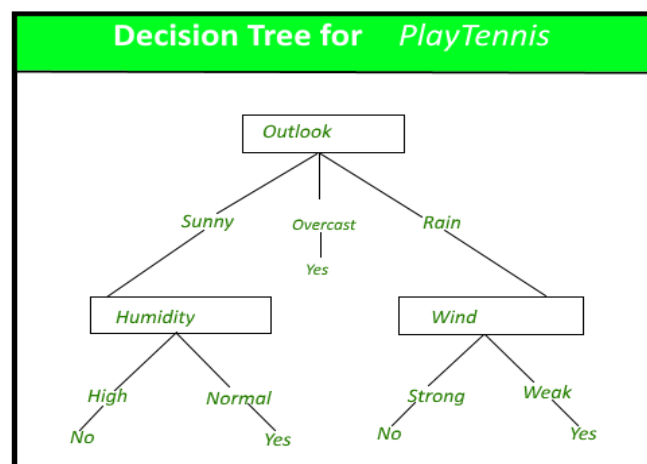 Decision Tree for PlayTennis
Outlook
Sunny Overcast Rain
Yes
Humidity Wind
High Normal Strong Weak
No Yes No Yes